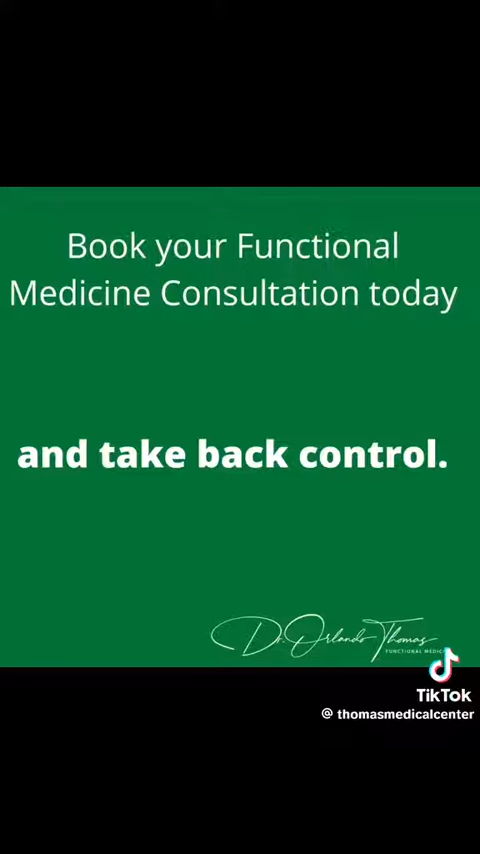 Book your Functional
Medicine Consultation today
and take back control.
Dr. Orlando Thomas
TikTok
@ thomasmedicalcenter